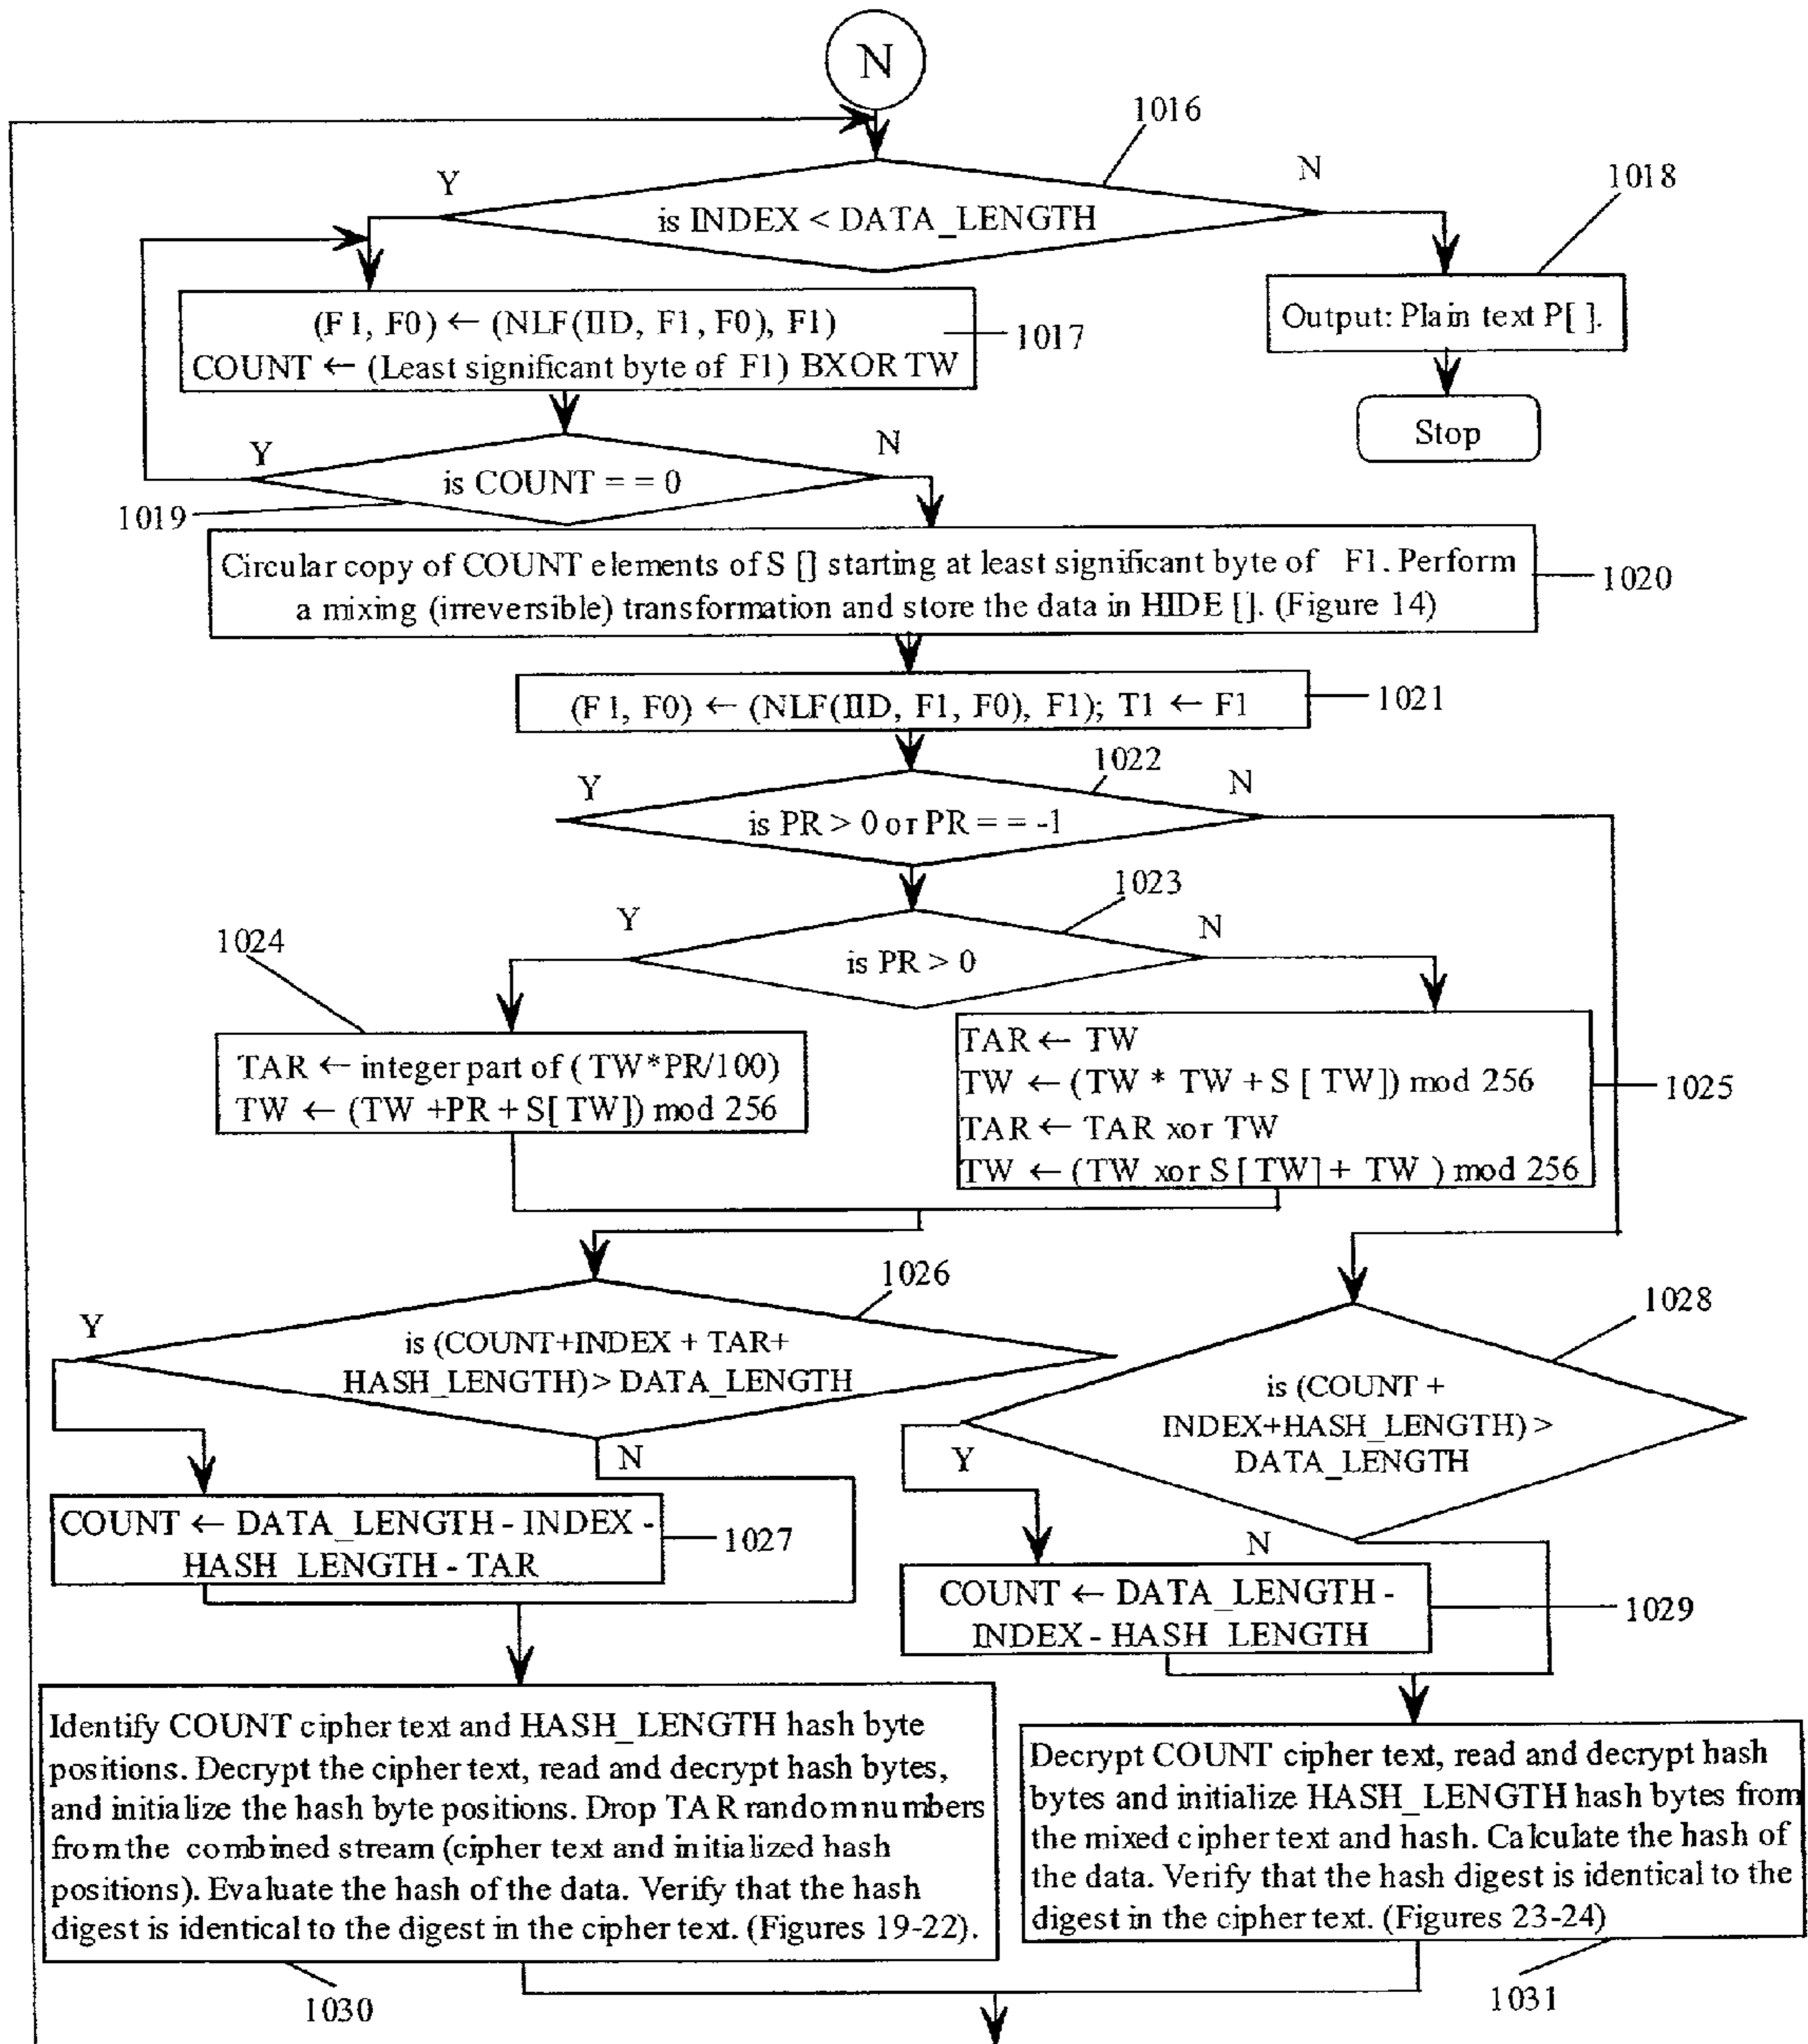 N
1016
Y
N
1018
is INDEX < DATA_LENGTH
(F1, F0) ← (NLF(IID, F1, F0), F1)
COUNT ← (Least significant byte of F1) BXOR TW
1017
Output: Plain text P[ ].
Stop
Y
N
is COUNT = = 0
1019
Circular copy of COUNT elements of S [] starting at least significant byte of F1. Perform
a mixing (irreversible) transformation and store the data in HIDE []. (Figure 14)
1020
(F1, F0) ← (NLF(IID, F1, F0), F1); T1 ← F1
1021
1022
Y
N
is PR > 0 or PR = = -1
1023
Y
N
1024
is PR > 0
TAR ← integer part of (TW*PR/100)
TW ← (TW +PR + S[ TW]) mod 256
TAR ← TW
TW ← (TW * TW + S [ TW]) mod 256
TAR ← TAR xor TW
TW ← (TW xor S [ TW] + TW ) mod 256
1025
1026
1028
Y
is (COUNT+INDEX + TAR+
HASH_LENGTH) > DATA_LENGTH
N
is (COUNT +
INDEX+HASH_LENGTH) >
DATA_LENGTH
Y
N
COUNT ← DATA_LENGTH - INDEX -
HASH_LENGTH - TAR
1027
COUNT ← DATA_LENGTH -
INDEX - HASH_LENGTH
1029
Identify COUNT cipher text and HASH_LENGTH hash byte
positions. Decrypt the cipher text, read and decrypt hash bytes,
and initialize the hash byte positions. Drop TAR random numbers
from the combined stream (cipher text and initialized hash
positions). Evaluate the hash of the data. Verify that the hash
digest is identical to the digest in the cipher text. (Figures 19-22).
1030
Decrypt COUNT cipher text, read and decrypt hash
bytes and initialize HASH_LENGTH hash bytes from
the mixed cipher text and hash. Calculate the hash of
the data. Verify that the hash digest is identical to the
digest in the cipher text. (Figures 23-24)
1031